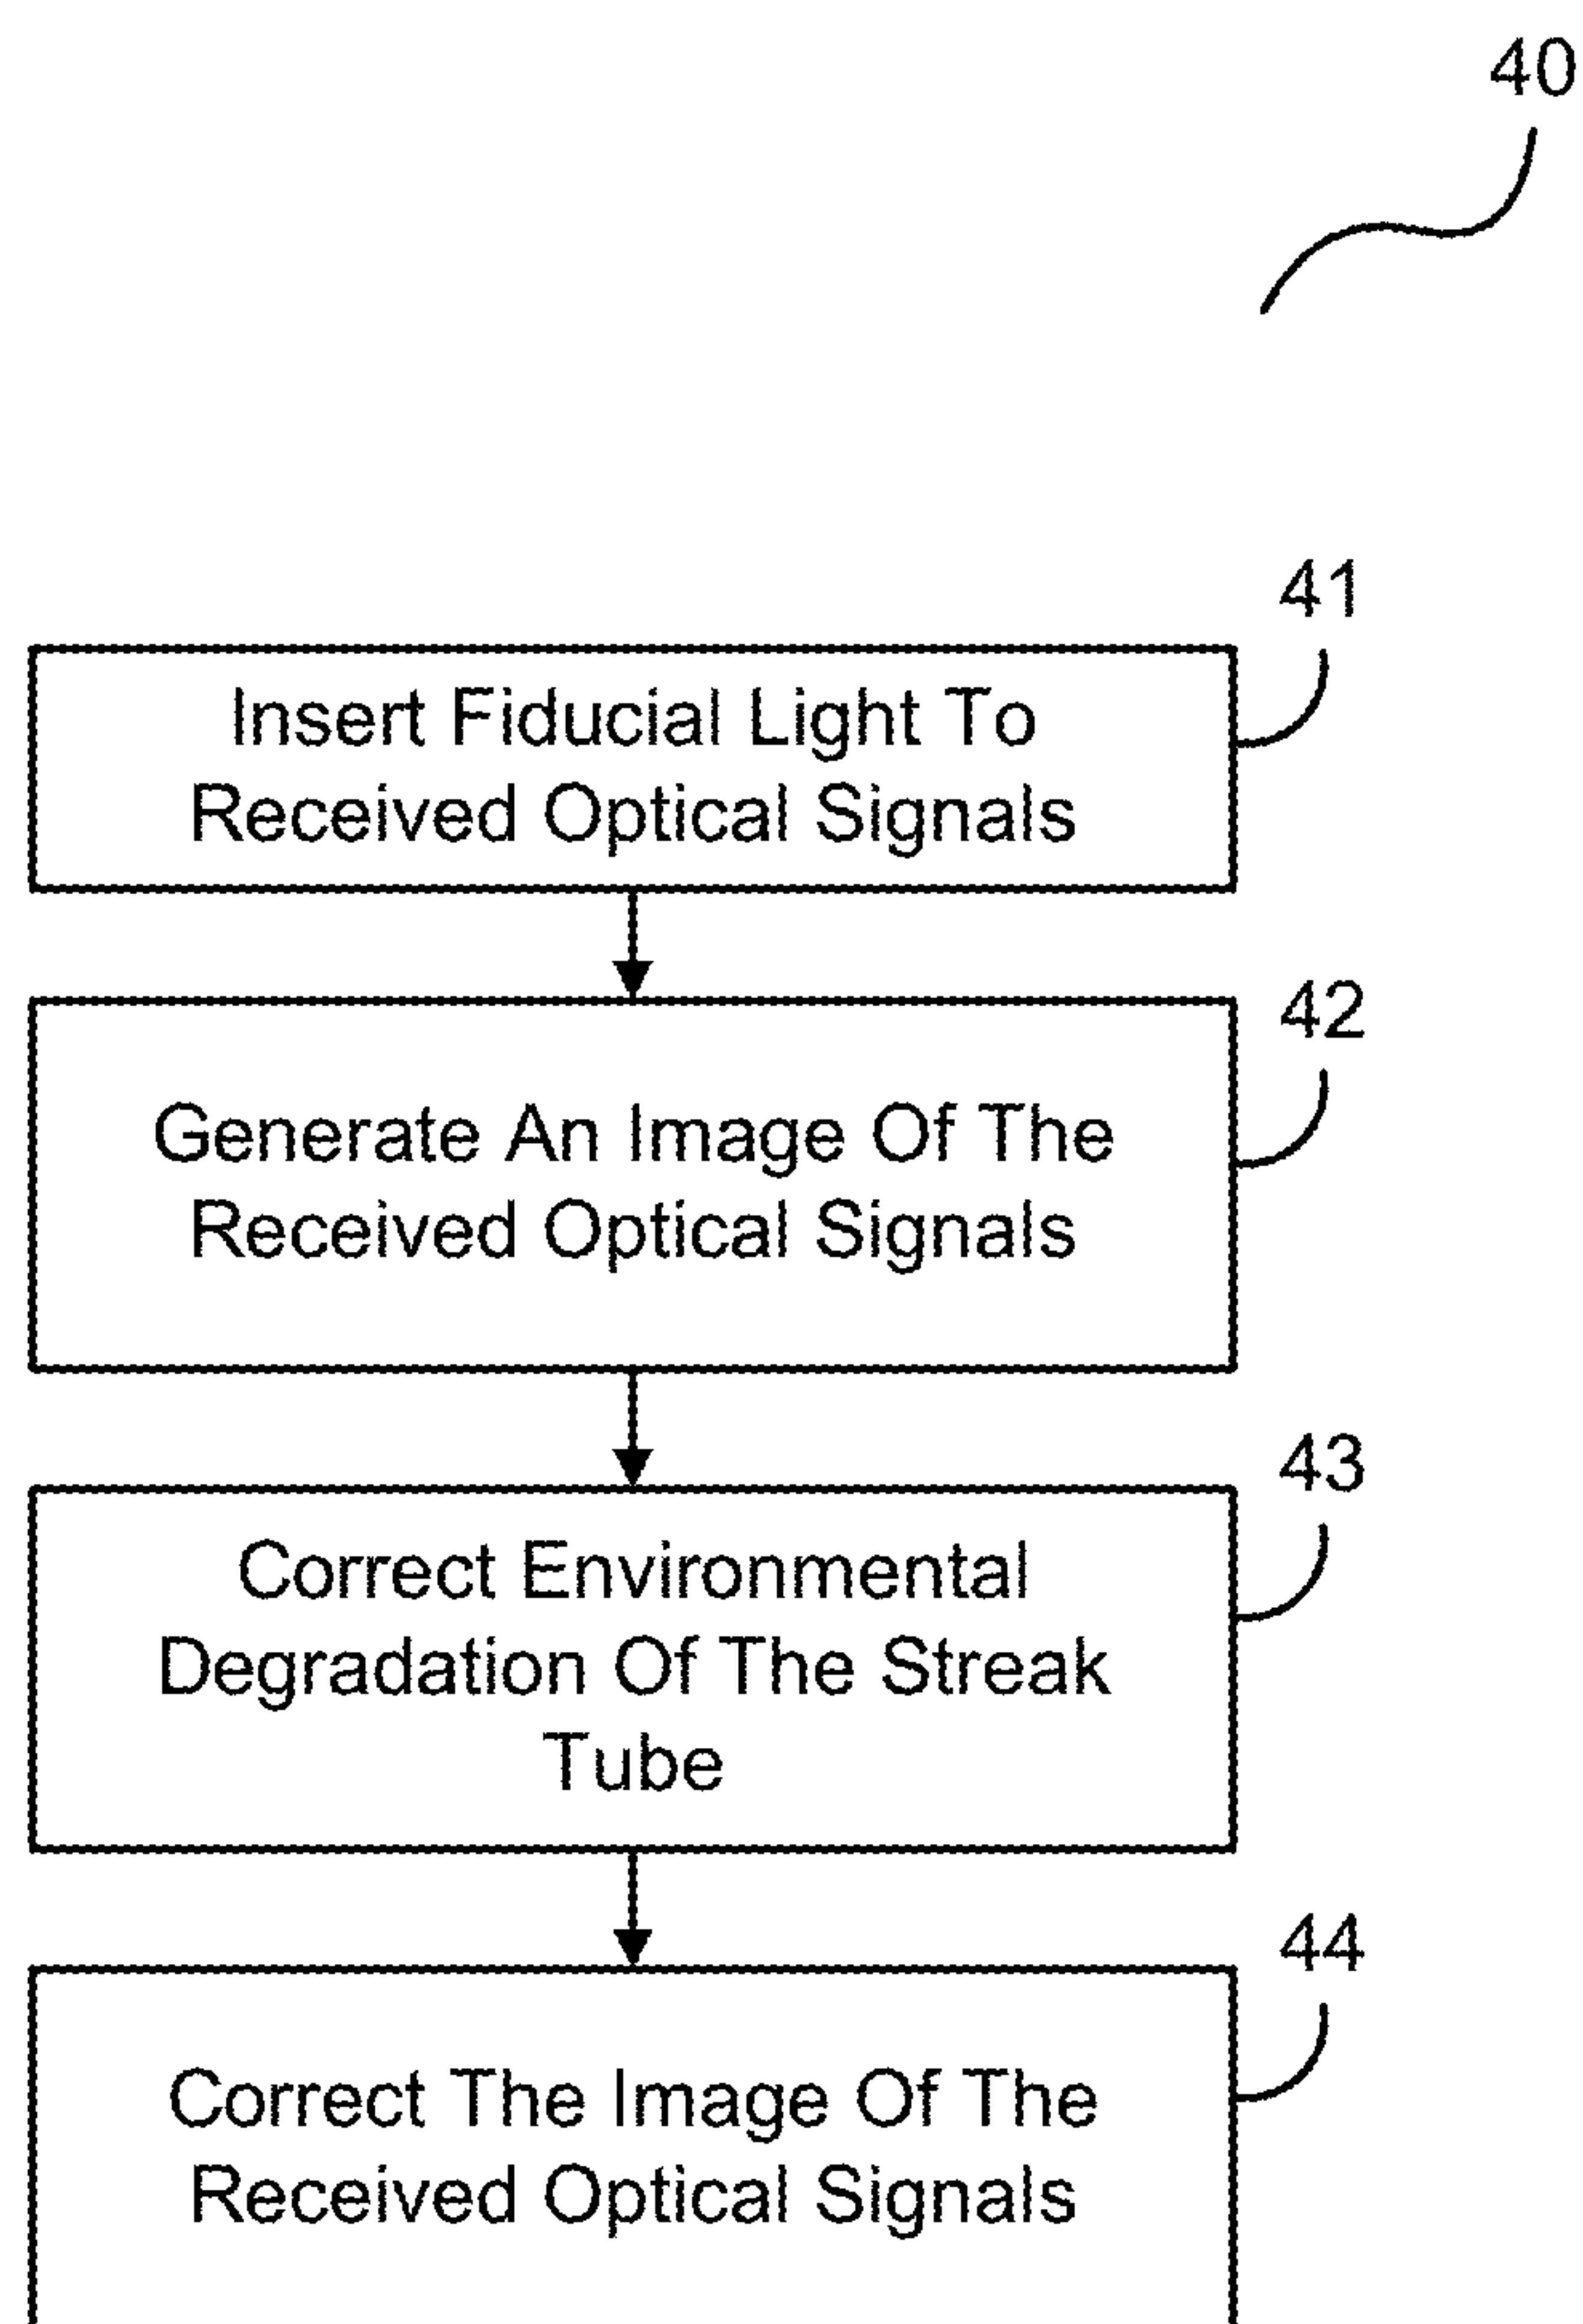 40
41
Insert Fiducial Light To
Received Optical Signals
42
Generate An Image Of The
Received Optical Signals
43
Correct Environmental
Degradation Of The Streak
Tube
44
Correct The Image Of The
Received Optical Signals